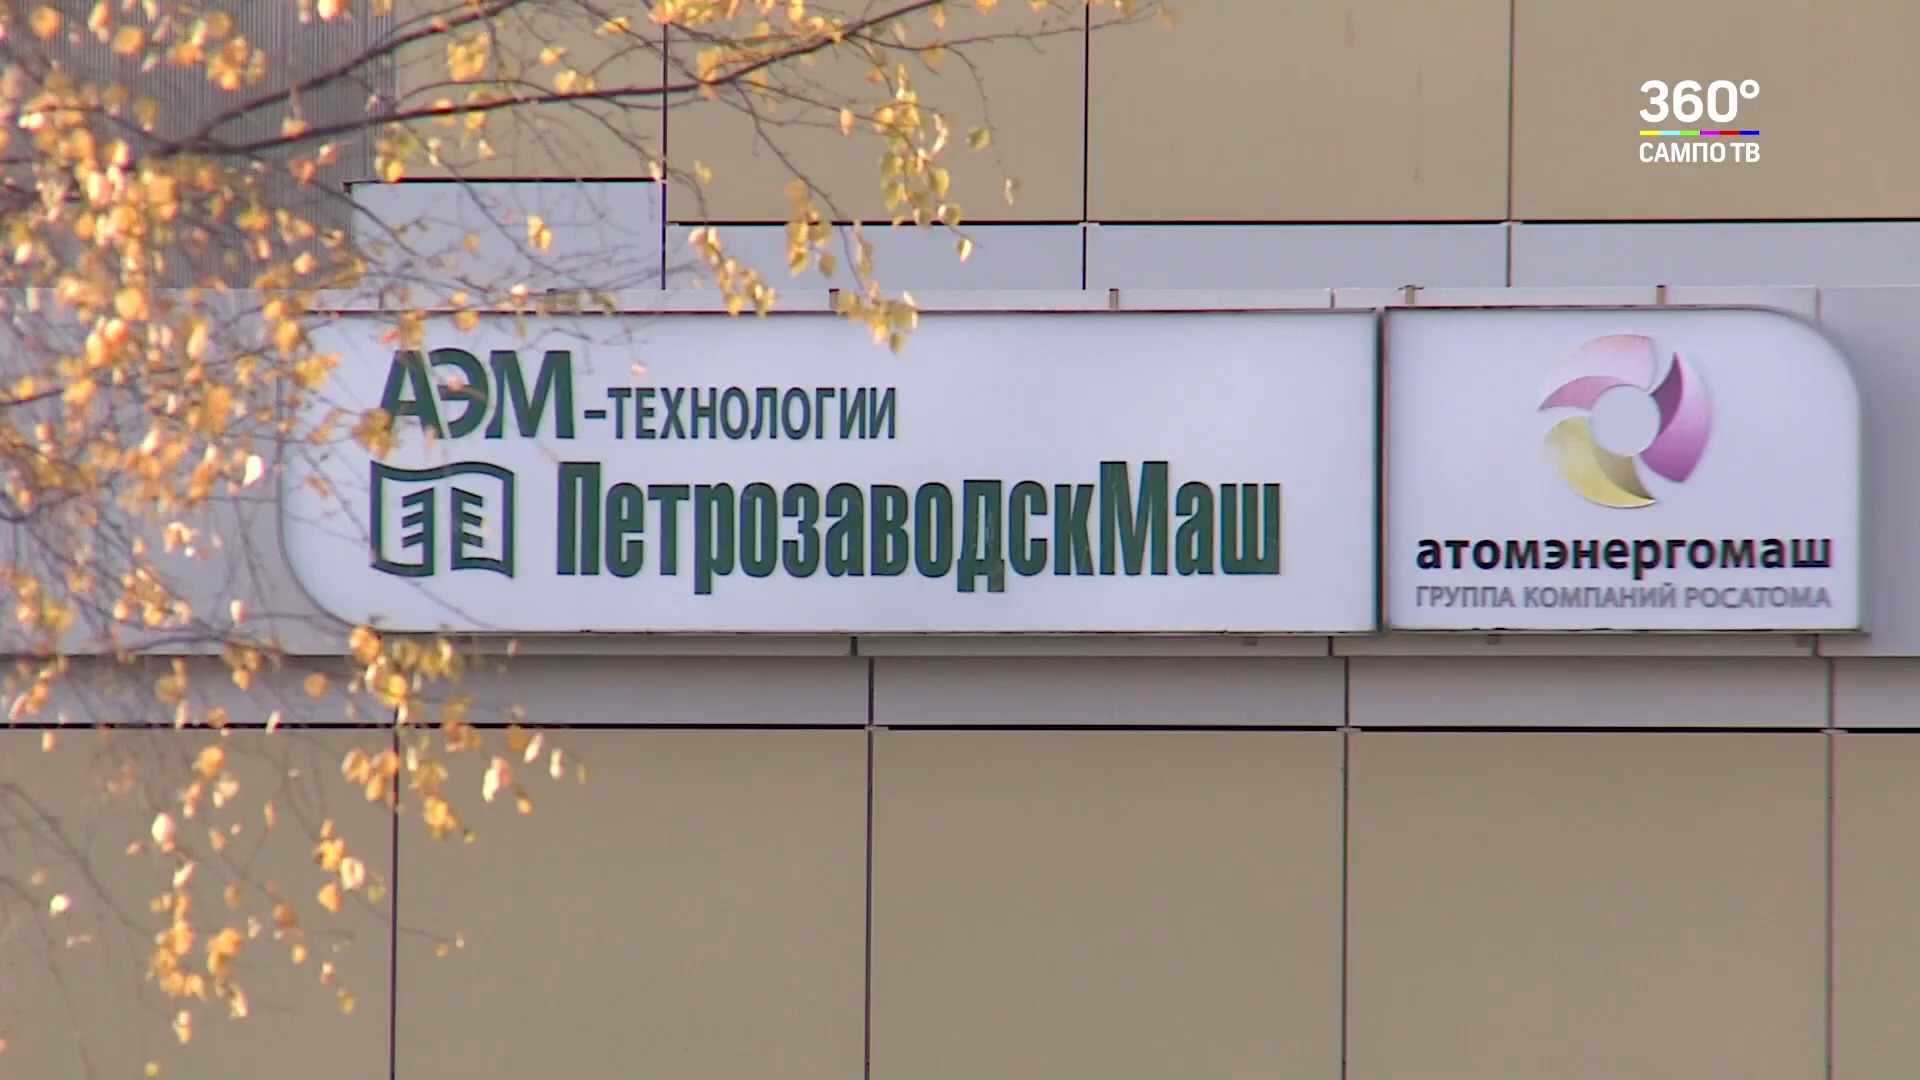 360°
САМПО ТВ
АЭМ-ТЕХНОЛОГИИ
ПетрозаводскМаш
атомэнергомаш
ГРУППА КОМПАНИЙ РОСАТОМА